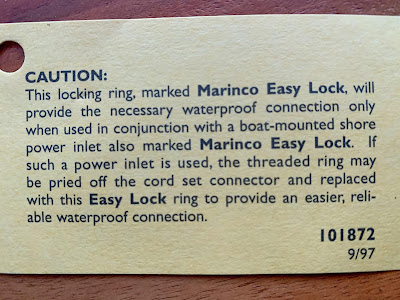 CAUTION:
This locking ring, marked Marinco Easy Lock, will
provide the necessary waterproof connection only
when used in conjunction with a boat-mounted shore
power inlet also marked Marinco Easy Lock. If
such a power inlet is used, the threaded ring may
be pried off the cord set connector and replaced
with this Easy Lock ring to provide an easier, reli-
able waterproof connection.
101872
9/97